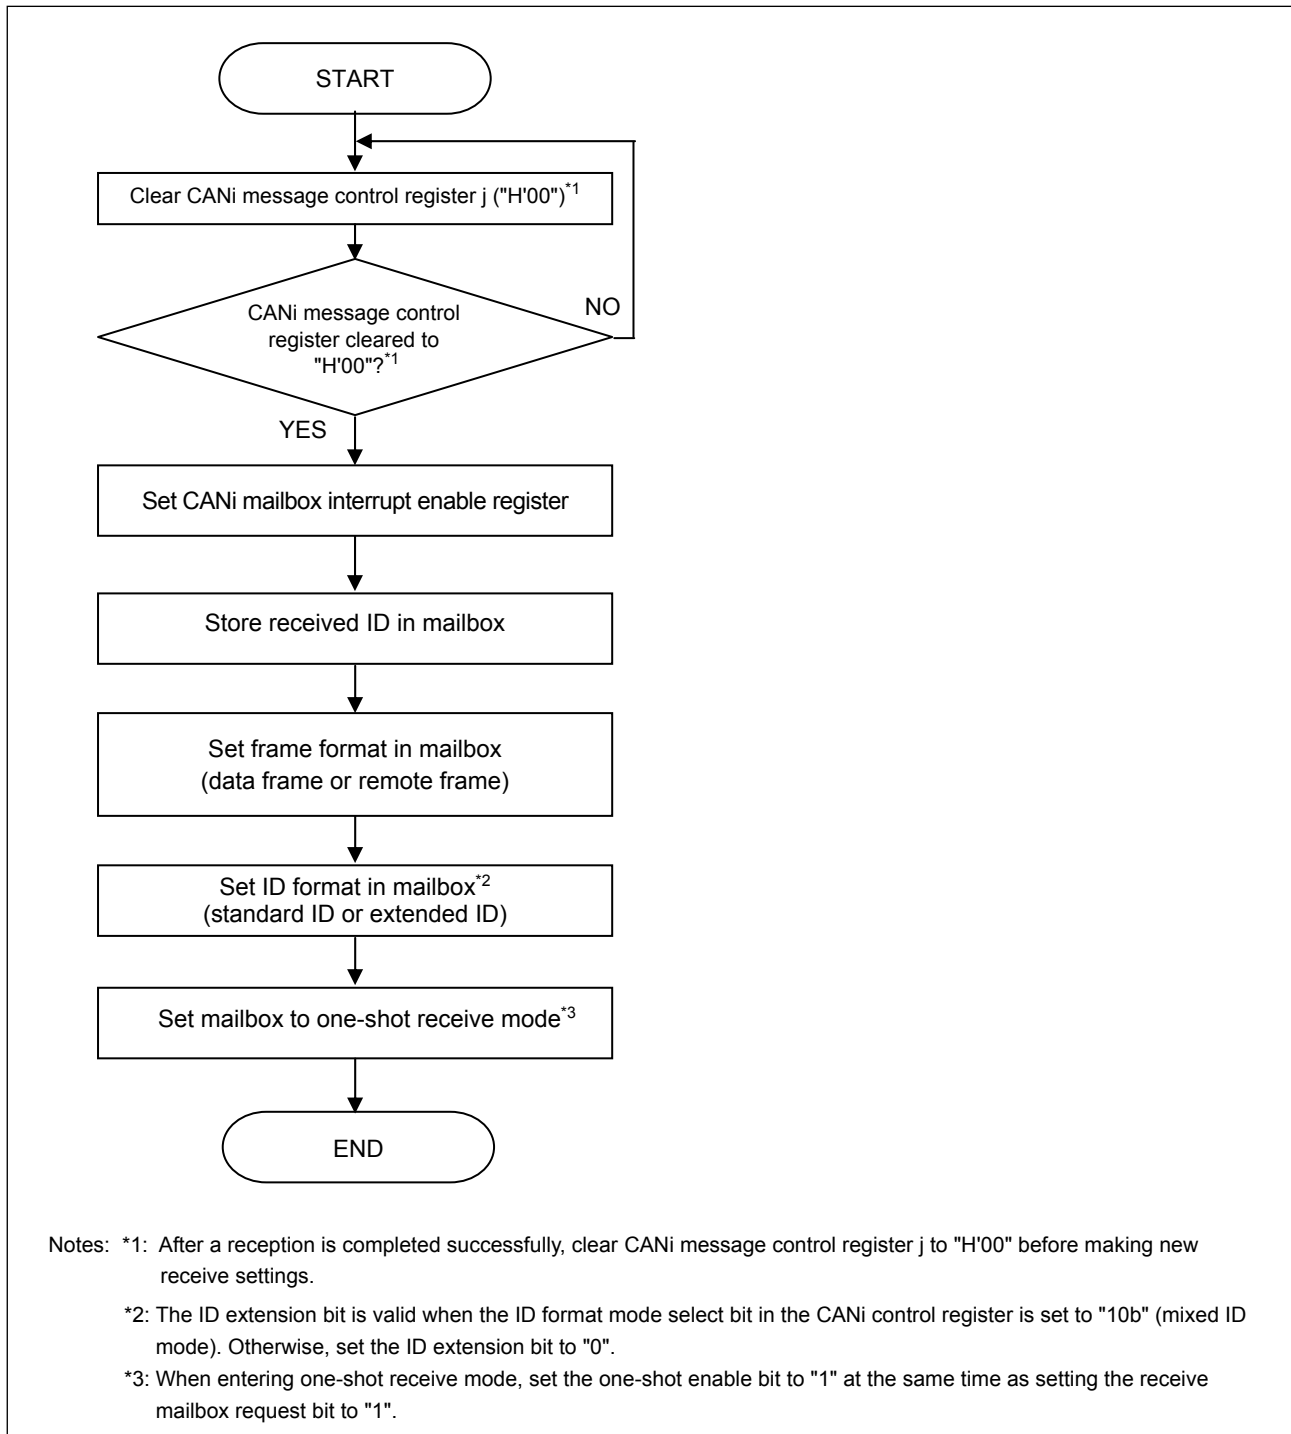 START
Clear CANi message control register j ("H'00")*1
CANi message control
register cleared to
"H'00"?*1
NO
YES
Set CANi mailbox interrupt enable register
Store received ID in mailbox
Set frame format in mailbox
(data frame or remote frame)
Set ID format in mailbox*2
(standard ID or extended ID)
Set mailbox to one-shot receive mode*3
END
Notes: *1: After a reception is completed successfully, clear CANi message control register j to "H'00" before making new
receive settings.
*2: The ID extension bit is valid when the ID format mode select bit in the CANi control register is set to "10b" (mixed ID
mode). Otherwise, set the ID extension bit to "0".
*3: When entering one-shot receive mode, set the one-shot enable bit to "1" at the same time as setting the receive
mailbox request bit to "1".